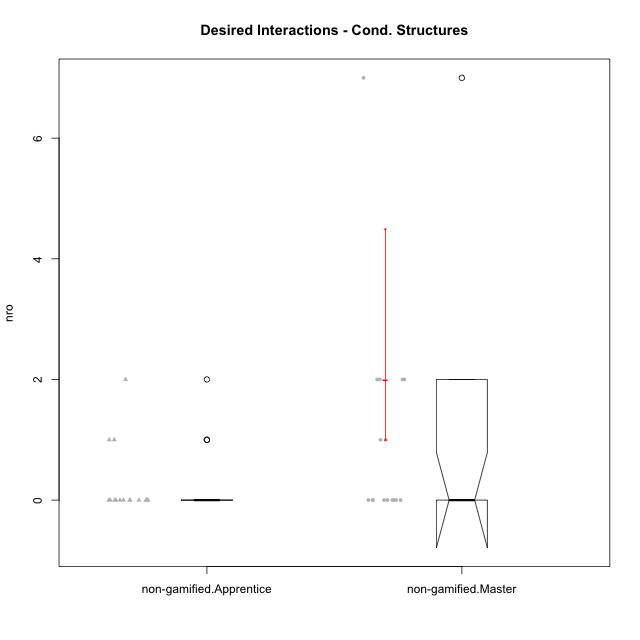 Desired Interactions - Cond. Structures
6
4
2
0
nro
non-gamified.Apprentice
non-gamified.Master